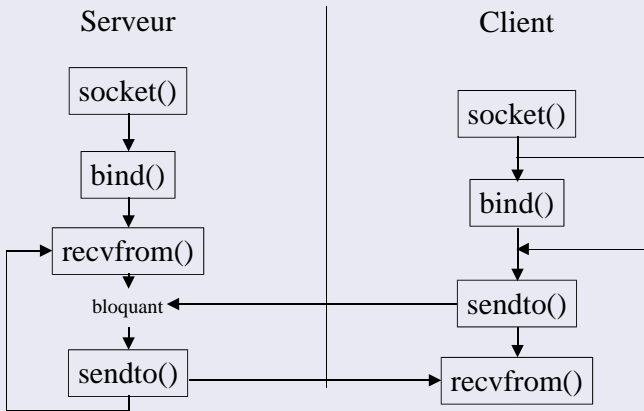 Serveur
socket()
bind()
recvfrom()
bloquant
sendto()
Client
socket()
bind()
sendto()
recvfrom()